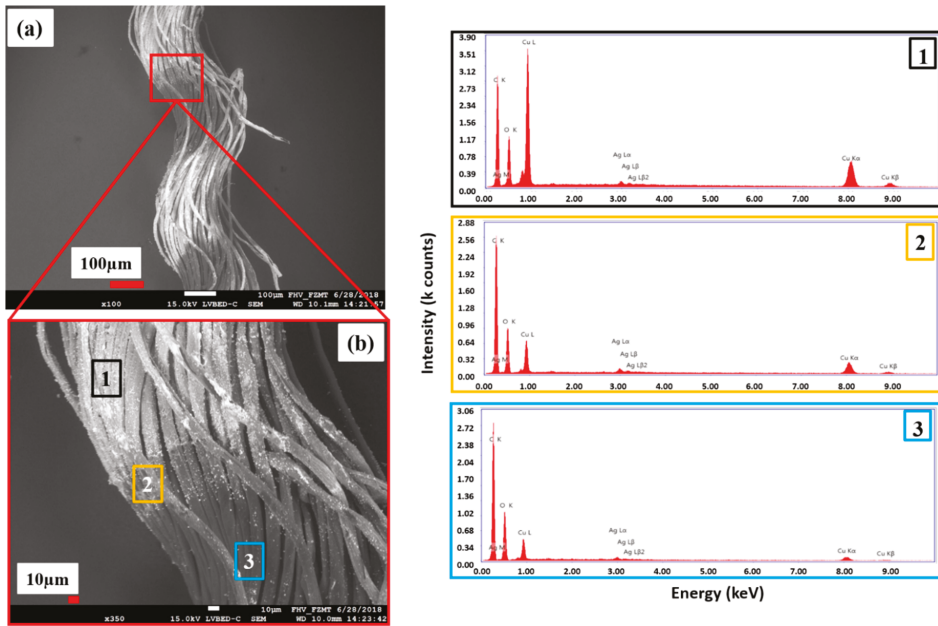 (a)
100µm
100µm FHV_FZMT 6/28/2018
x100 15.0kV LVBED-C SEM WD 10.1mm 14:21:57
(b)
1
2
3
10µm
10µm FHV_FZMT 6/28/2018
x350 15.0kV LVBED-C SEM WD 10.0mm 14:23:42
Intensity (k counts)
1
3.90
3.51
3.12
2.73
2.34
1.56
1.17
0.78
0.39
0.00
C K
O K
Cu L
Ag M
Ag Lα
Ag Lβ
Ag Lβ2
Cu Kα
Cu Kβ
0.00 1.00 2.00 3.00 4.00 5.00 6.00 7.00 8.00 9.00
2
2.88
2.56
2.24
1.92
1.60
1.28
0.96
0.64
0.32
0.00
C K
O K
Cu L
Ag M
Ag Lα
Ag Lβ
Ag Lβ2
Cu Kα
Cu Kβ
0.00 1.00 2.00 3.00 4.00 5.00 6.00 7.00 8.00 9.00
3
3.06
2.72
2.38
2.04
1.70
1.36
1.02
0.68
0.34
0.00
C K
O K
Cu L
Ag M
Ag Lα
Ag Lβ
Ag Lβ2
Cu Kα
Cu Kβ
0.00 1.00 2.00 3.00 4.00 5.00 6.00 7.00 8.00 9.00
Energy (keV)